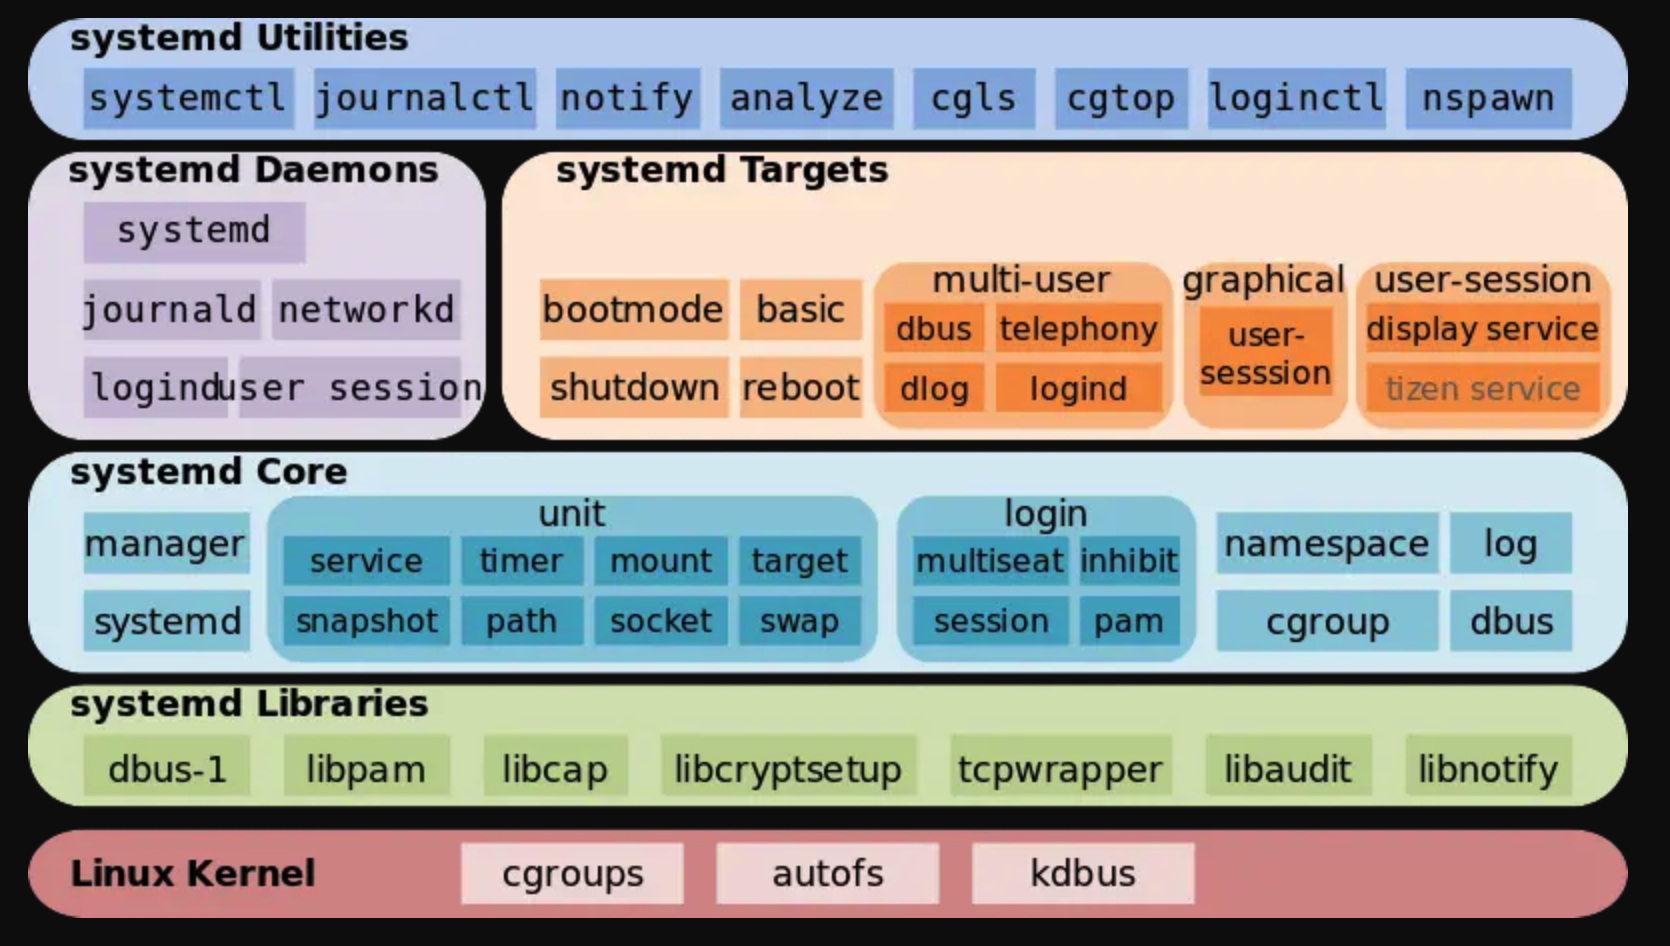 systemd Utilities
systemctl journalctl notify analyze cgls cgtop loginctl nspawn
systemd Daemons
systemd
journald networkd
logind user session
systemd Targets
bootmode basic
shutdown reboot
multi-user
dbus telephony
dlog logind
graphical
user-
sesssion
user-session
display service
tizen service
systemd Core
manager
systemd
unit
service timer mount target
snapshot path socket swap
login
multiseat inhibit
session pam
namespace log
cgroup dbus
systemd Libraries
dbus-1 libpam libcap libcryptsetup tcpwrapper libaudit libnotify
Linux Kernel cgroups autofs kdbus